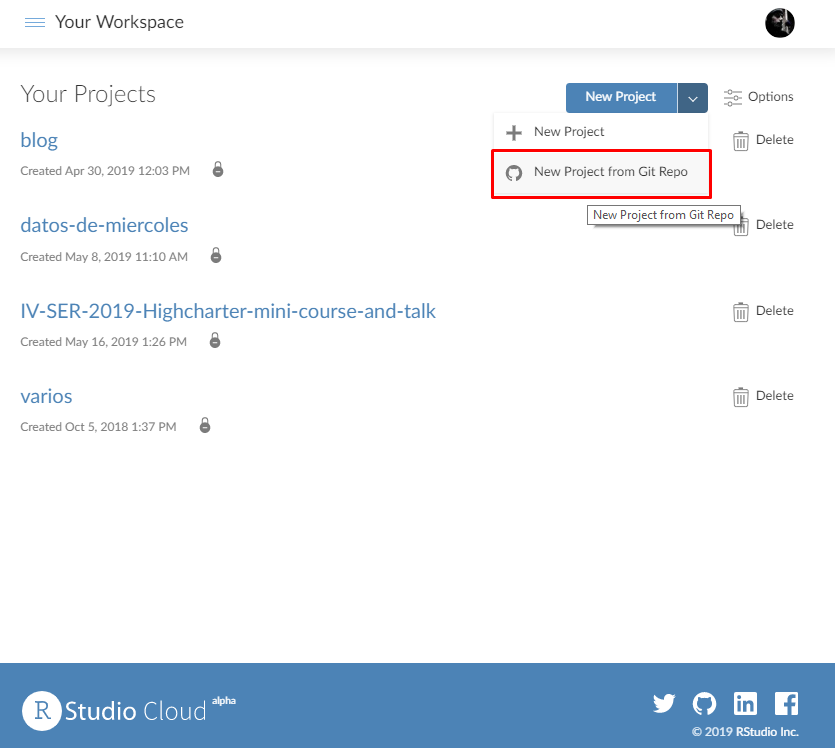 Your Workspace
Your Projects
New Project
Options
New Project
New Project from Git Repo
New Project from Git Repo
blog
Delete
Created Apr 30, 2019 12:03 PM
datos-de-miercoles
Delete
Created May 8, 2019 11:10 AM
IV-SER-2019-Highcharter-mini-course-and-talk
Delete
Created May 16, 2019 1:26 PM
varios
Delete
Created Oct 5, 2018 1:37 PM
R Studio Cloud alpha
© 2019 RStudio Inc.